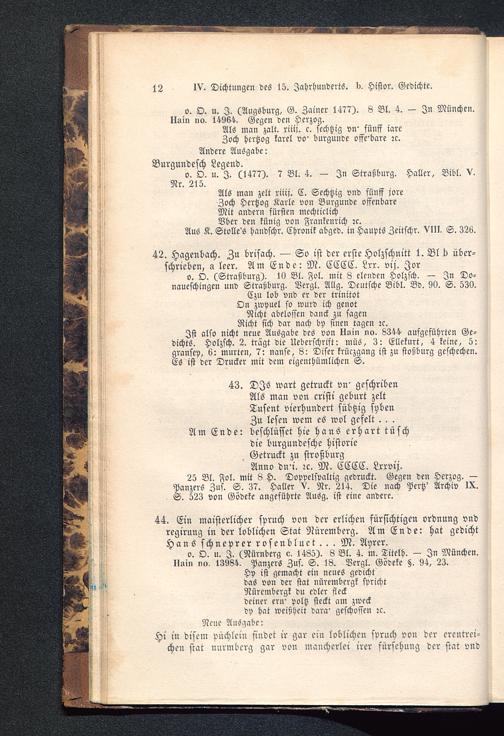 12 IV. Dichtungen des 15. Jahrhunderts. b. Histor. Gedichte.
o. O. u. J. (Augsburg, G. Zainer 1477). 8 Bl. 4. — In München.
Hain no. 14964. Gegen den Herzog.
Als man zalt. xiiij. c. sechtzig vn' fünff iare
Zoch hertzog karel vo' burgunde offe'bare ꝛc.
Andere Ausgabe:
Burgundesch Legend.
o. O. u. J. (1477). 7 Bl. 4. — In Straßburg. Haller, Bibl. V.
Nr. 215.
Als man zelt xiiij. C. Sechtzig vnd fünff jore
Zoch Hertzog Karle von Burgunde offenbare
Mit andern fürsten mechticlich
Vber den künig von Franckenrich ꝛc.
Aus K. Stolle's handschr. Chronik abged. in Haupts Zeitschr. VIII. S. 326.
42. Hagenbach. Zu brisach. — So ist der erste Holzschnitt 1. Bl b über-
schrieben, a leer. Am Ende: M. CCCC. Lxx. vij. Jor
o. O. (Straßburg). 10 Bl. Fol. mit 8 elenden Holzsch. — In Do-
naueschingen und Straßburg. Vergl. Allg. Deutsche Bibl. Bd. 90. S. 530.
Czu lob vnd er der trinitot
On zwyuel so wurd ich genot
Nicht abelossen danck zu sagen
Nicht sich dar nach by sinen tagen ꝛc.
Ist also nicht neue Ausgabe des von Hain no. 8344 aufgeführten Ge-
dichts. Holzsch. 2. trägt die Ueberschrift: müs, 3: Ellekurt, 4 keine, 5:
gransey, 6: murten, 7: nanse, 8: Diser krützgang ist zu stoßburg geschechen.
Es ist der Drucker mit dem eigenthümlichen S.
43. DJs wart getruckt vn' geschriben
Als man von cristi geburt zelt
Tusent vierhundert sübtzig syben
Zu lesen wem es wol gefelt ...
Am Ende: beschlüsset hie hans erhart tüsch
die burgundesche historie
Getruckt zu stroßburg
Anno dn'i. ꝛc. M. CCCC. Lxxvij.
25 Bl. Fol. mit 8 H. Doppelspaltig gedruckt. Gegen den Herzog. —
Panzers Zus. S. 37. Haller V. Nr. 214. Die nach Pertz' Archiv IX.
S. 523 von Gödeke angeführte Ausg. ist eine andere.
44. Ein maisterlicher spruch von der erlichen fürsichtigen ordnung vnd
regirung in der loblichen Stat Nüremberg. Am Ende: hat gedicht
Hans schneprer rosenbluet ... M. Ayrer.
o. O. u. J. (Nürnberg c. 1485). 8 Bl. 4. m. Titelh. — In München.
Hain no. 13984. Panzers Zus. S. 18. Vergl. Gödeke §. 94, 23.
Hy ist gemacht ein neues gedicht
das von der stat nürembergk spricht
Nürembergk du edler fleck
deiner ern' poltz steckt am zweck
dy hat weißheit dara' geschossen ꝛc.
Neue Ausgabe:
Hi in disem püchlein findet ir gar ein loblichen spruch von der erentrei-
chen stat nurmberg gar von mancherlei irer fürsehung der stat vnd